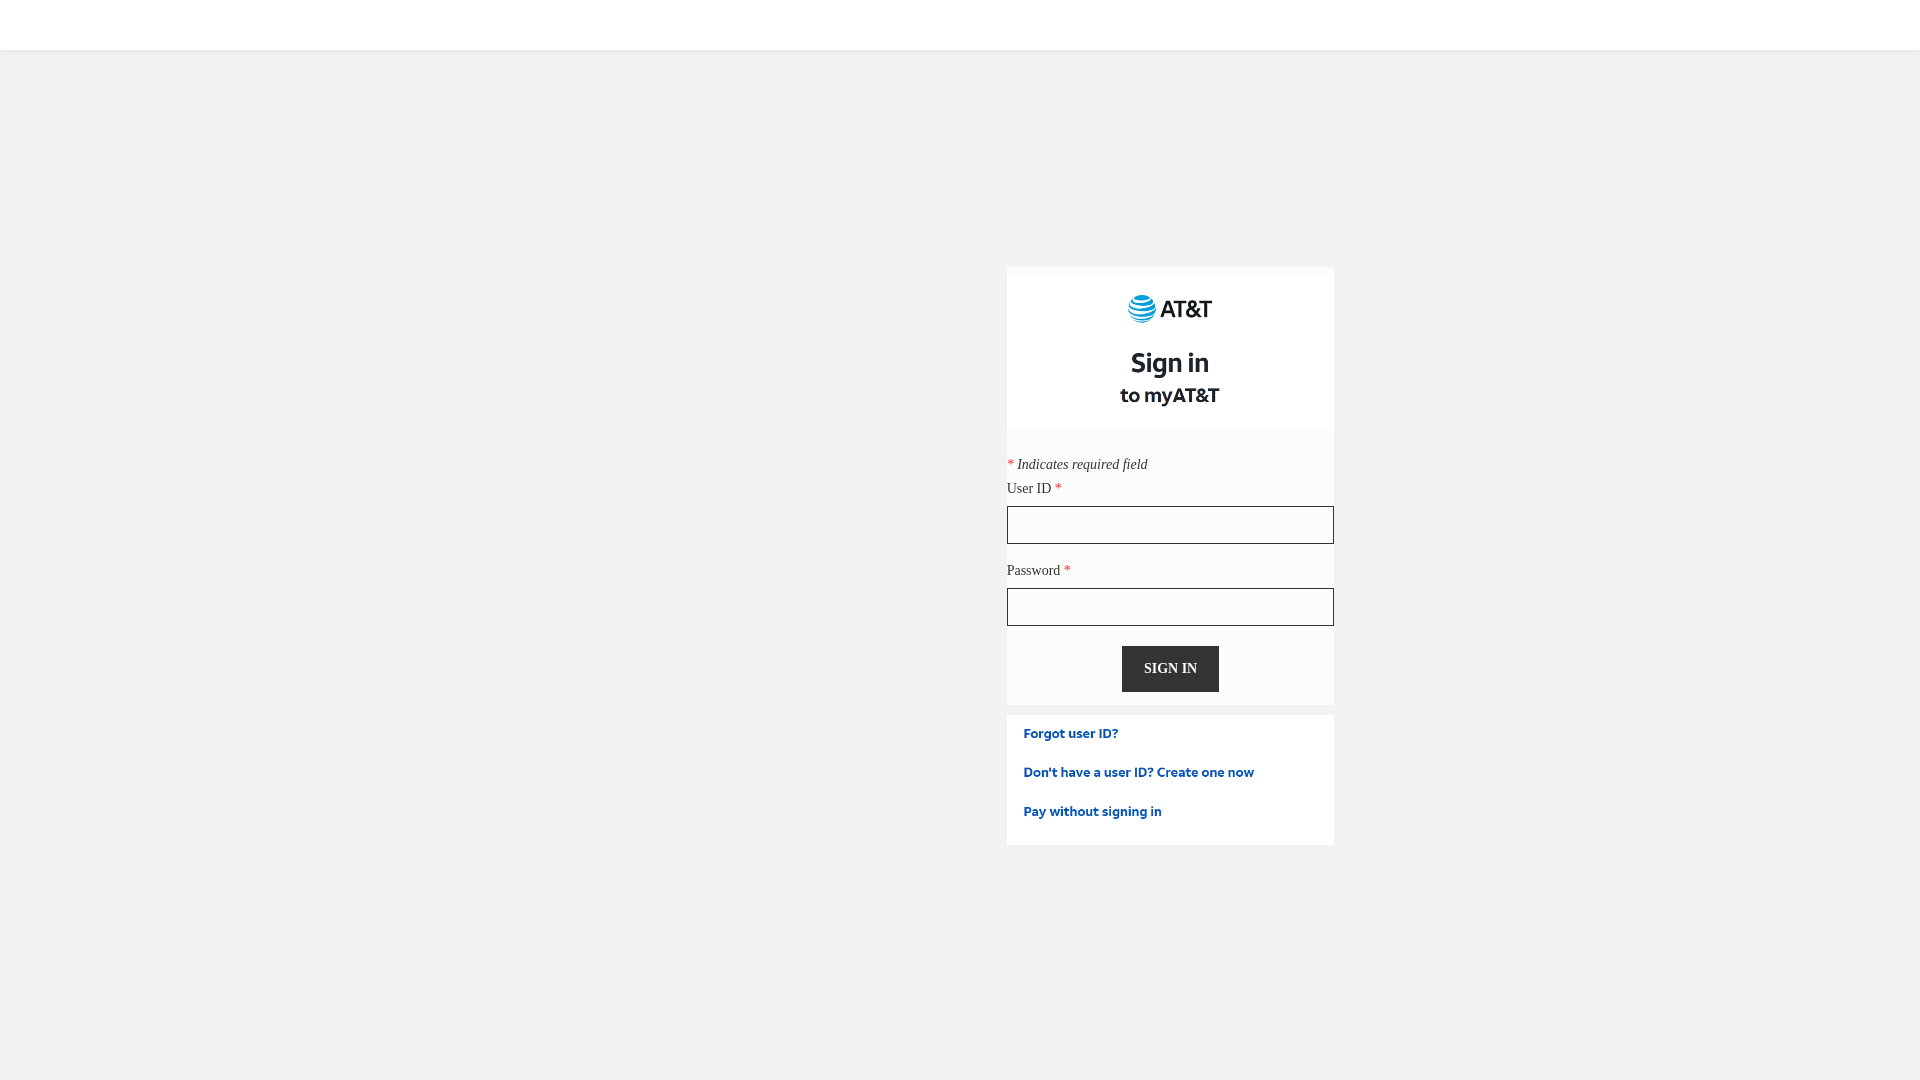 AT&T
Sign in
to myAT&T
* Indicates required field
User ID *
Password *
SIGN IN
Forgot user ID?
Don't have a user ID? Create one now
Pay without signing in